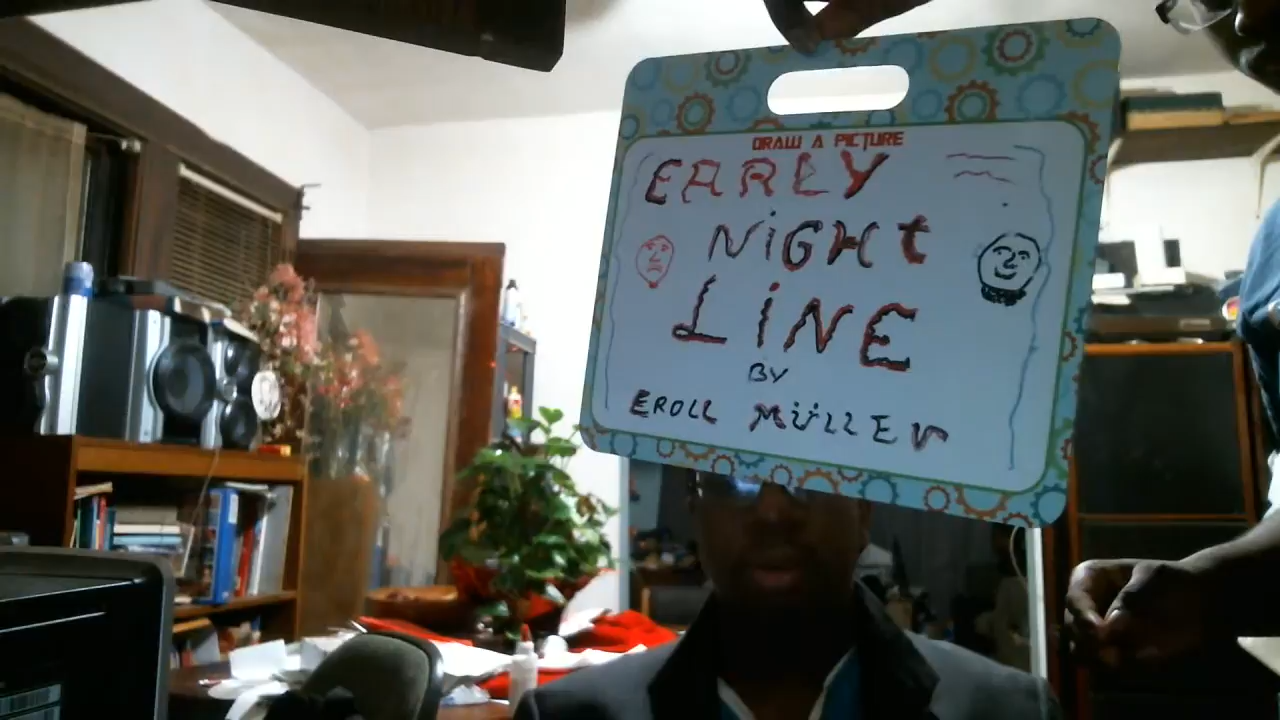 DRAW A PICTURE
EARLY
NiGHt
LiNE
BY
EROLL MÜLLER